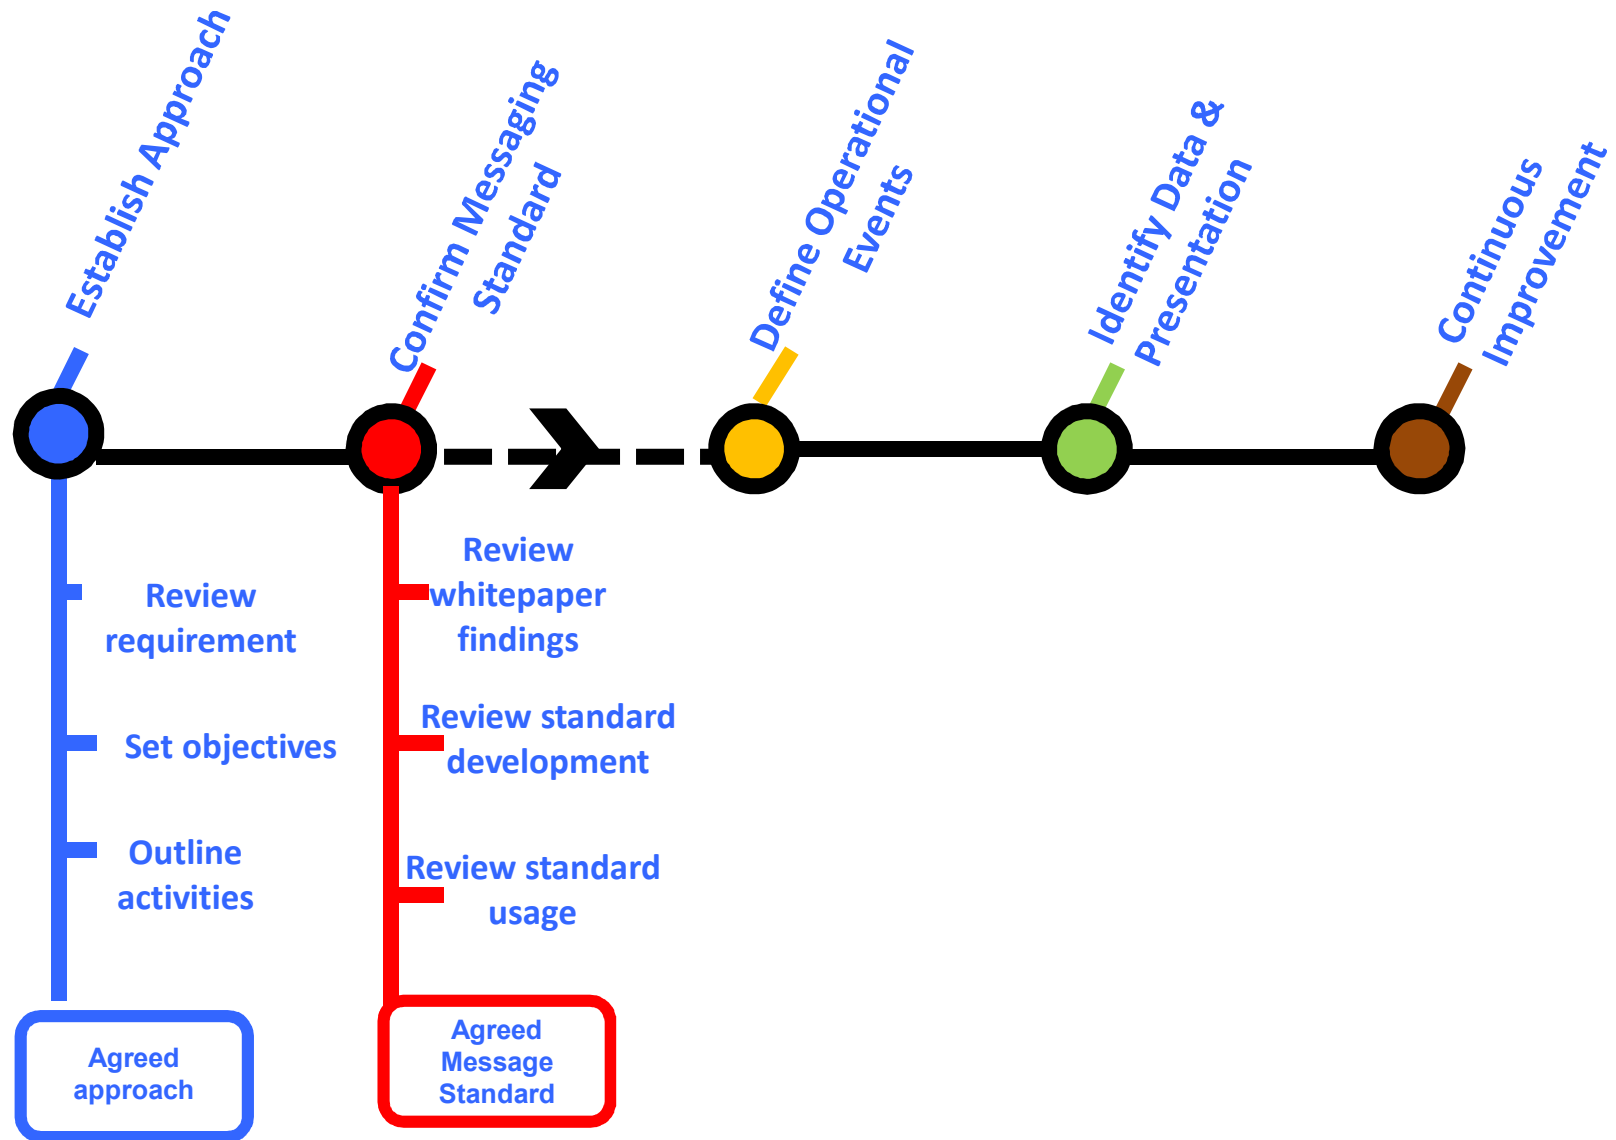 Establish Approach
Confirm Messaging
Standard
Define Operational
Events
Identify Data &
Presentation
Continuous
Improvement
Review
requirement
Set objectives
Outline
activities
Agreed
approach
Review
whitepaper
findings
Review standard
development
Review standard
usage
Agreed
Message
Standard